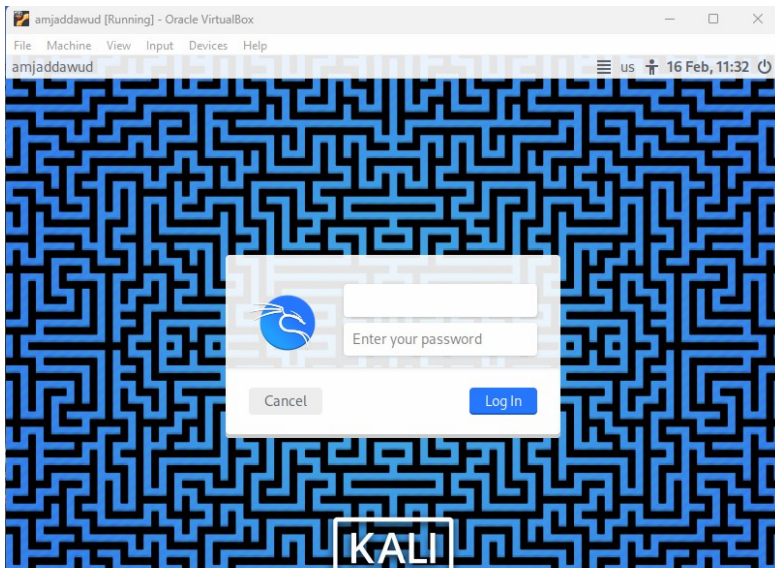 amjaddawud [Running] - Oracle VirtualBox
File Machine View Input Devices Help
amjaddawud us 16 Feb, 11:32
Enter your password
Cancel Log In
KALI